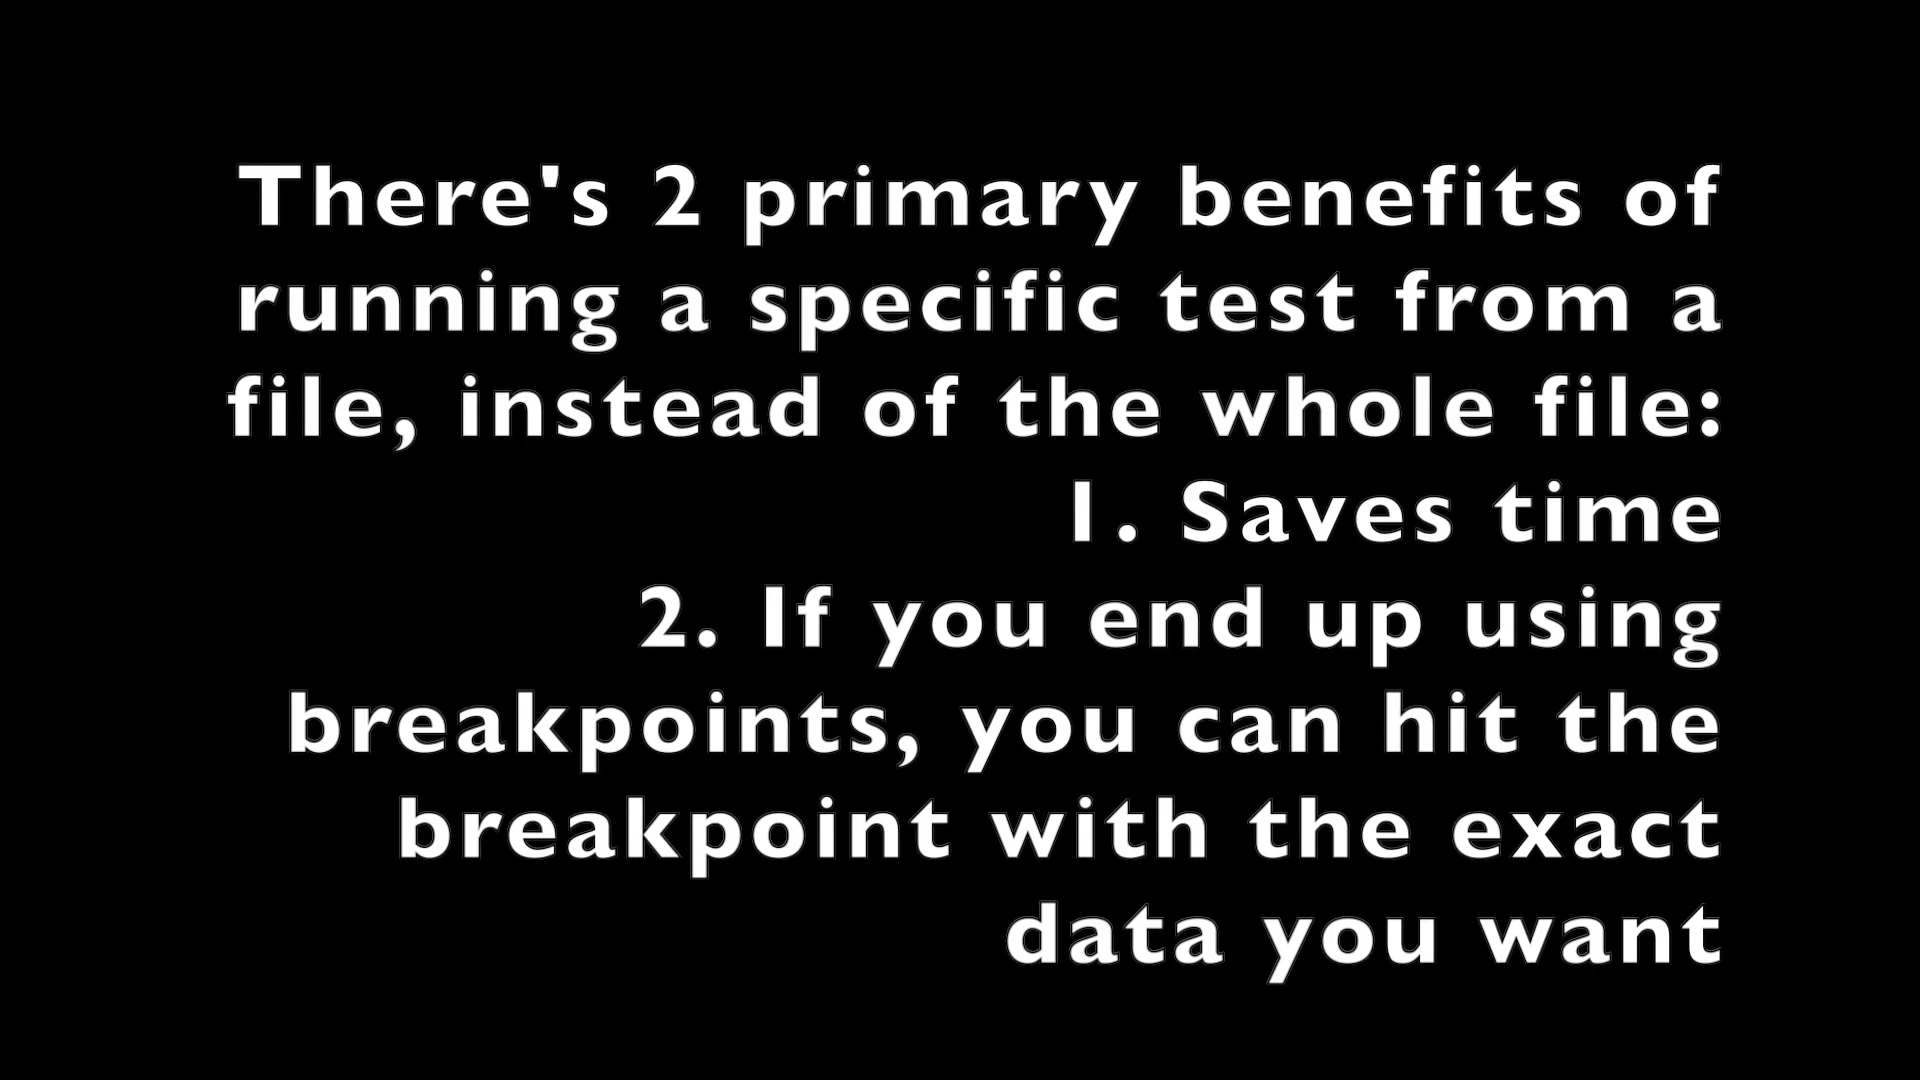 There's 2 primary benefits of
running a specific test from a
file, instead of the whole file:
1. Saves time
2. If you end up using
breakpoints, you can hit the
breakpoint with the exact
data you want